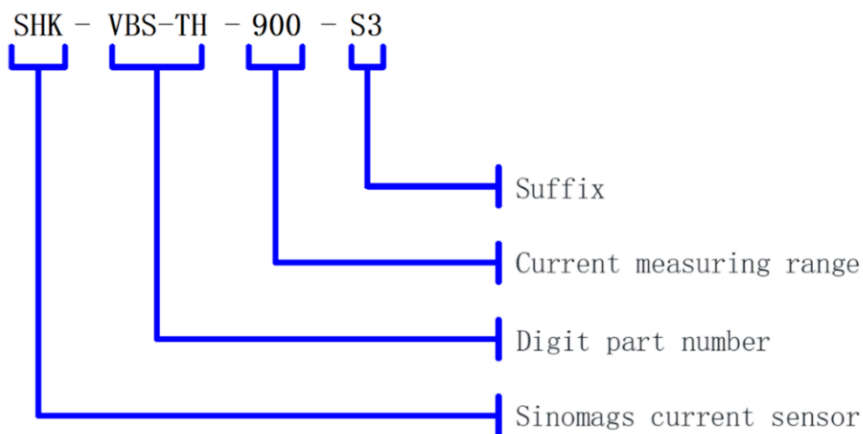 SHK - VBS-TH - 900 - S3
Suffix
Current measuring range
Digit part number
Sinomags current sensor